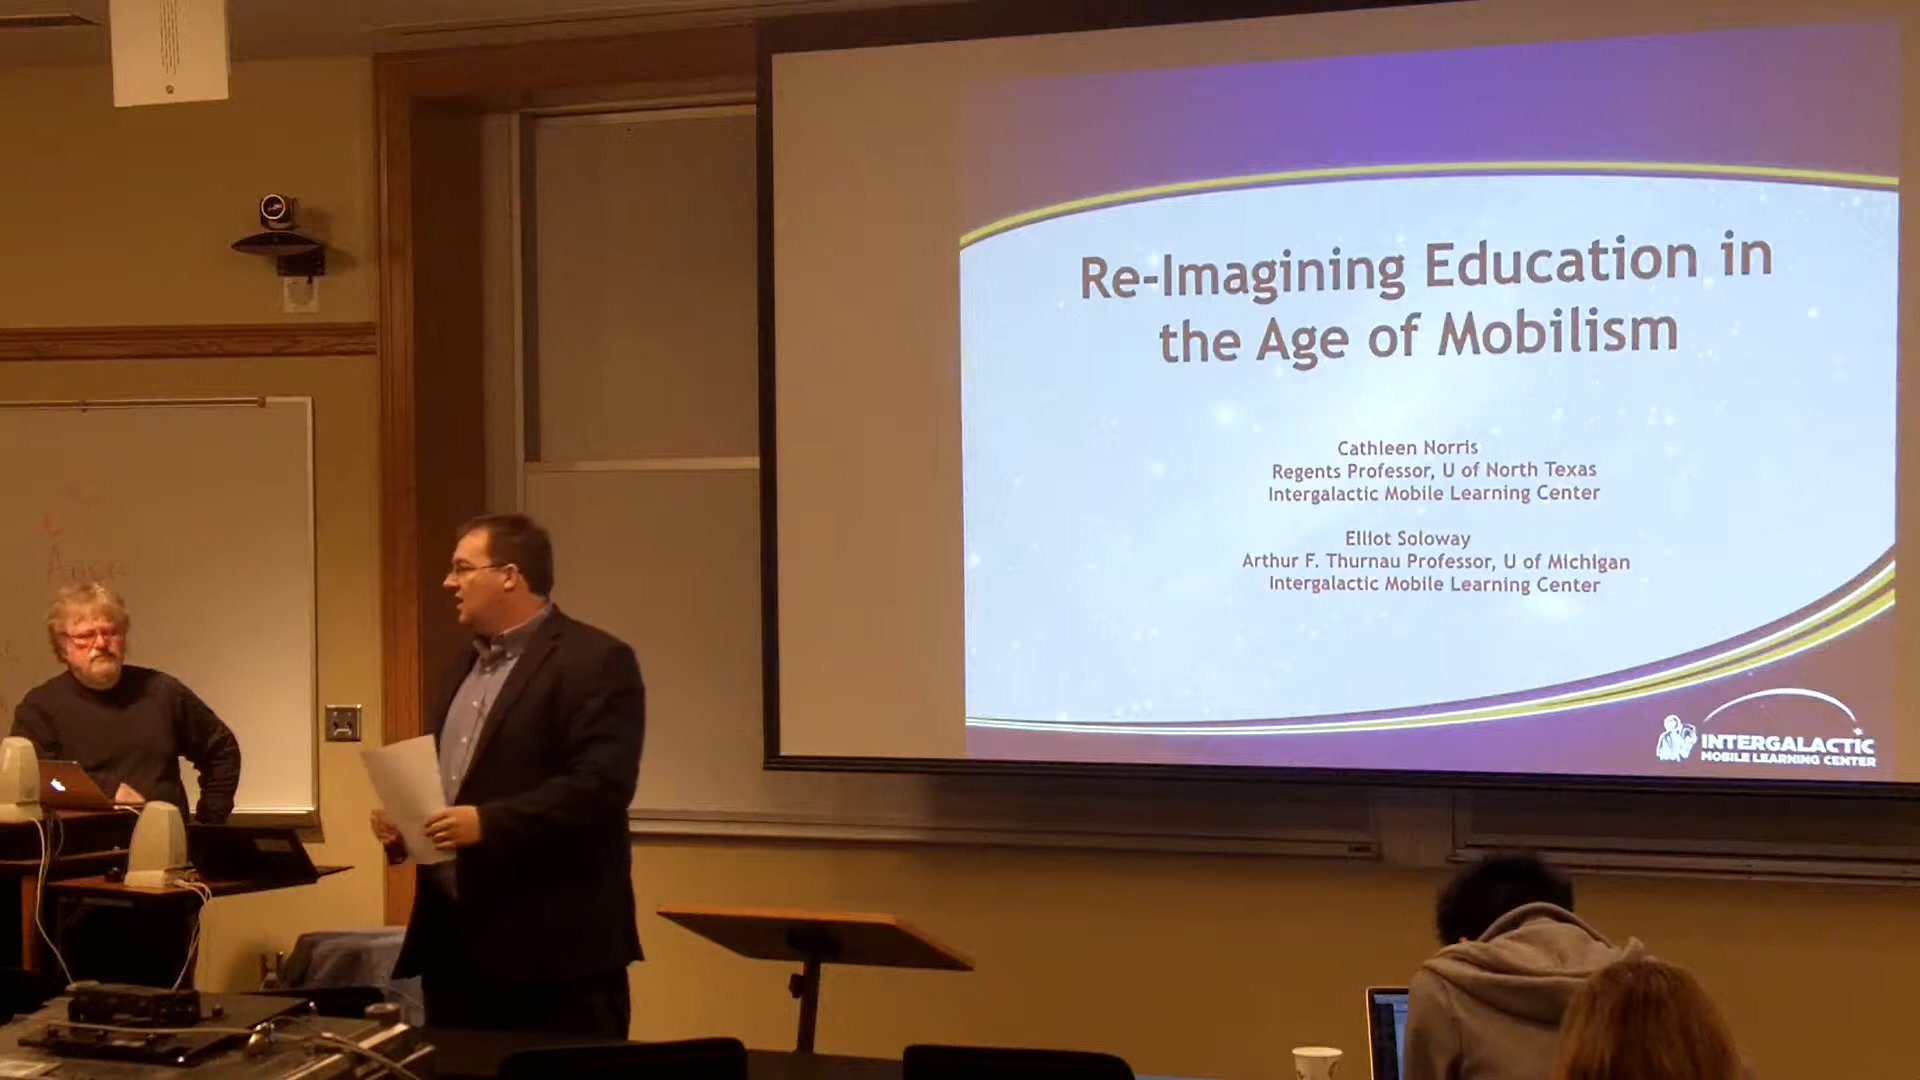 Re-Imagining Education in
the Age of Mobilism
Cathleen Norris
Regents Professor, U of North Texas
Intergalactic Mobile Learning Center
Elliot Soloway
Arthur F. Thurnau Professor, U of Michigan
Intergalactic Mobile Learning Center
INTERGALACTIC
MOBILE LEARNING CENTER